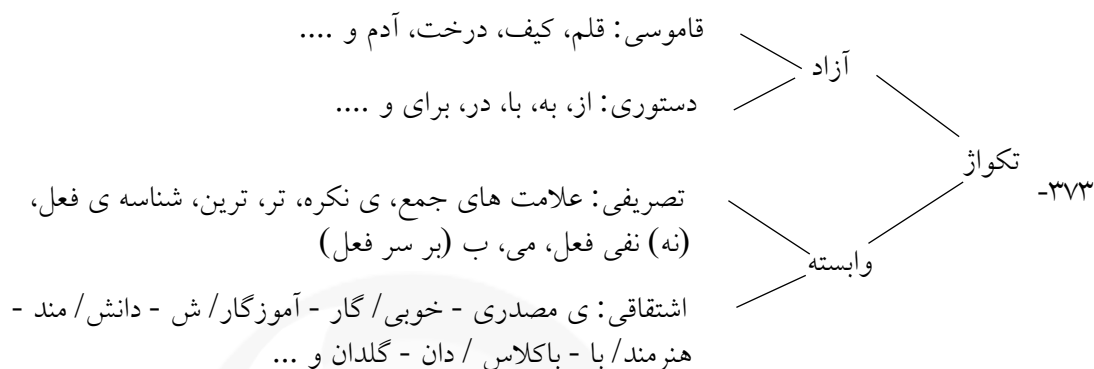 ۳۷۳-
تکواژ
آزاد
قاموسی: قلم، کیف، درخت، آدم و ....
دستوری: از، به، با، در، برای و ....
وابسته
تصریفی: علامت های جمع، ی نکره، تر، ترین، شناسه ی فعل،
(نه) نفی فعل، می، ب (بر سر فعل)
اشتقاقی: ی مصدری - خوبی/ گار - آموزگار/ ش - دانش/ مند -
هنرمند/ با - باکلاس / دان - گلدان و ...